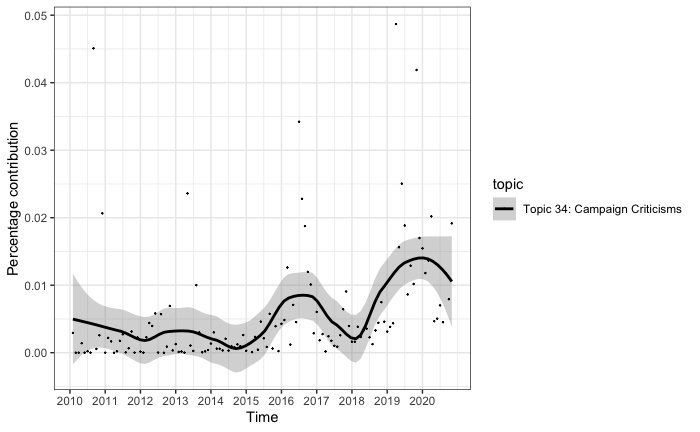 0.05
0.04
0.03
0.02
0.01
0.00
Percentage contribution
2010 2011 2012 2013 2014 2015 2016 2017 2018 2019 2020
Time
topic
Topic 34: Campaign Criticisms